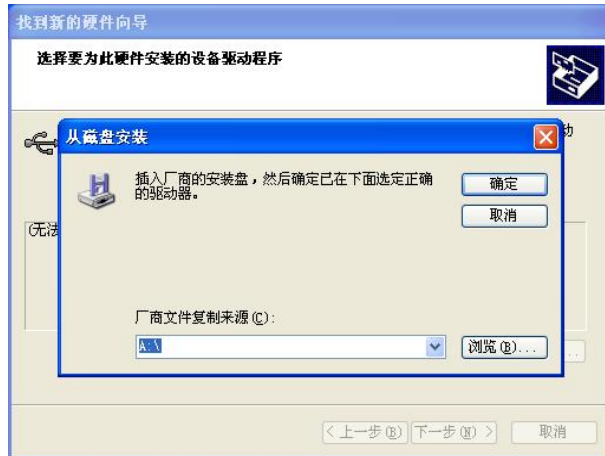 找到新的硬件向导
选择要为此硬件安装的设备驱动程序
动
从磁盘安装
插入厂商的安装盘，然后确定已在下面选定正确
的驱动器。
确定
取消
(无法
厂商文件复制来源(C):
A:\
浏览(B)...
< 上一步(B)
下一步(N) >
取消